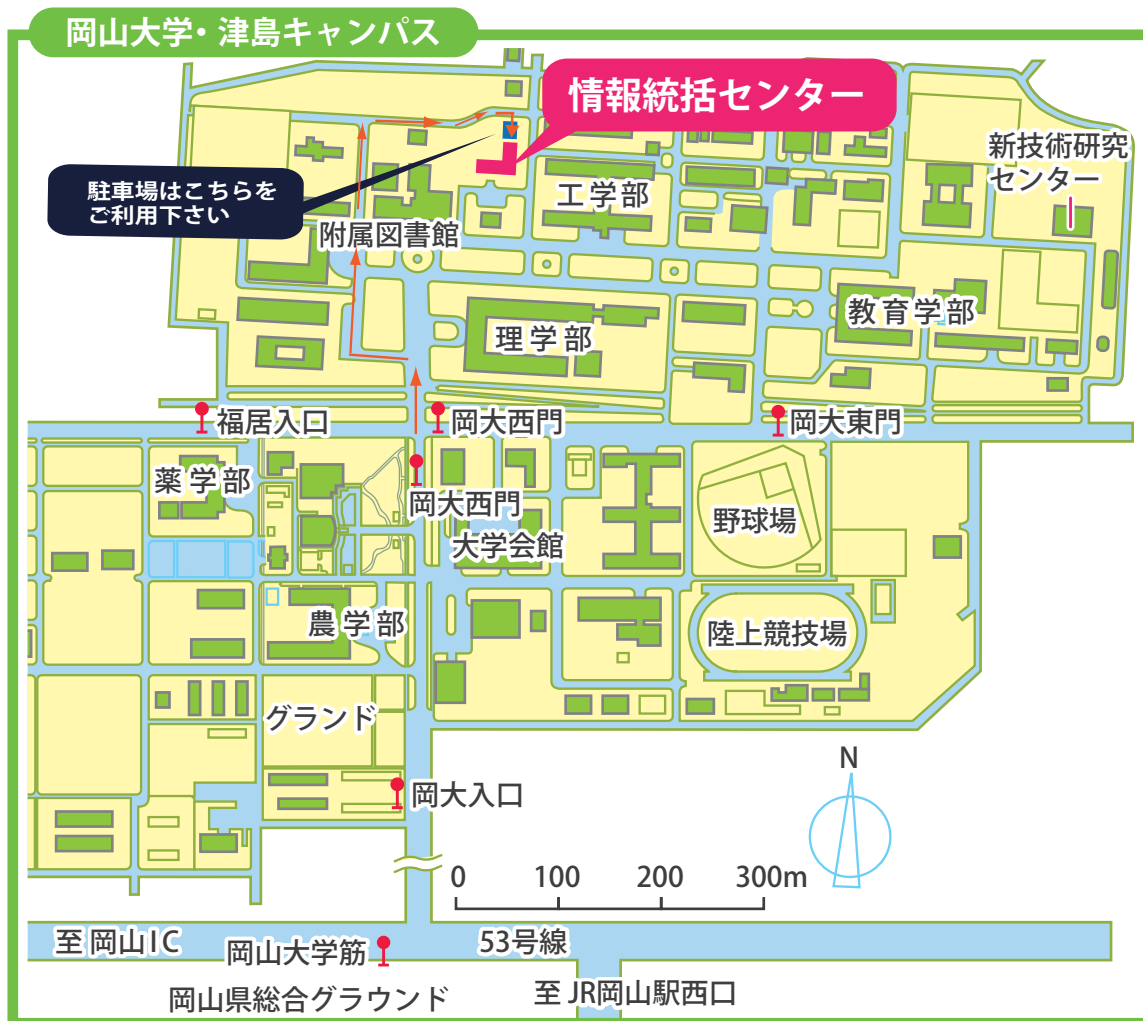 岡山大学・津島キャンパス
情報統括センター
新技術研究
センター
駐車場はこちらを
ご利用下さい
工学部
附属図書館
教育学部
理学部
福居入口
岡大西門
岡大東門
薬学部
岡大西門
野球場
大学会館
農学部
陸上競技場
グランド
N
岡大入口
0 100 200 300m
至 岡山IC
岡山大学筋
53号線
岡山県総合グラウンド
至 JR岡山駅西口